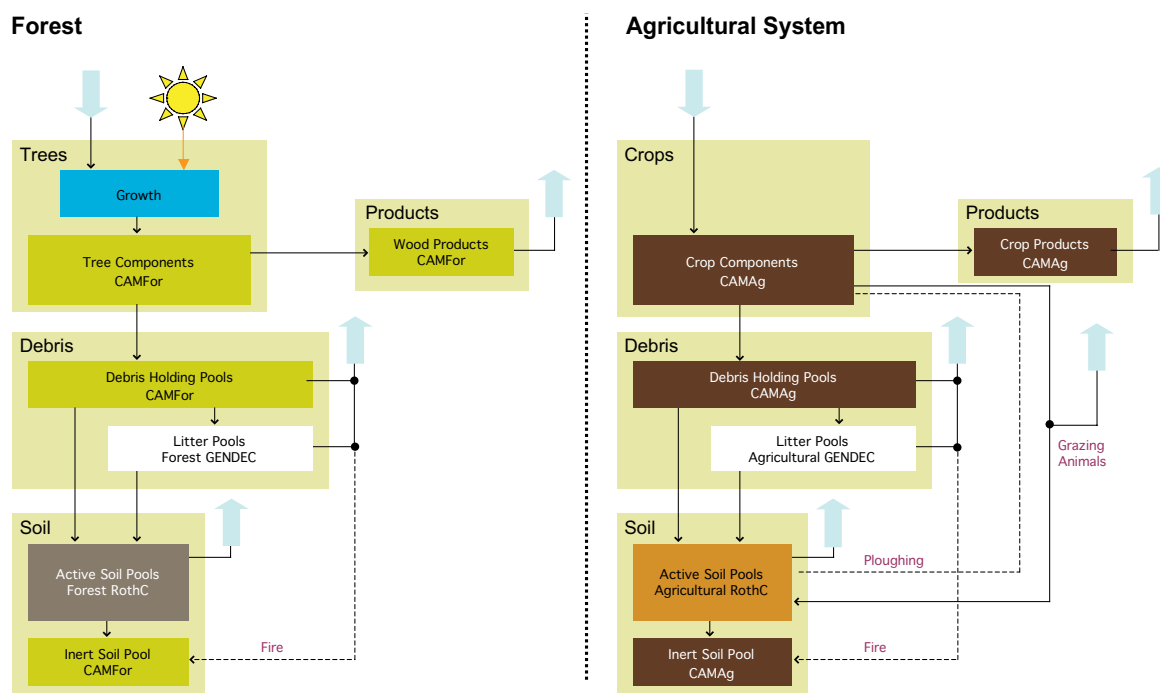 Forest
Trees
Growth
Tree Components
CAMFor
Products
Wood Products
CAMFor
Debris
Debris Holding Pools
CAMFor
Litter Pools
Forest GENDEC
Soil
Active Soil Pools
Forest RothC
Inert Soil Pool
CAMFor
Fire
Agricultural System
Crops
Crop Components
CAMAg
Products
Crop Products
CAMAg
Debris
Debris Holding Pools
CAMAg
Litter Pools
Agricultural GENDEC
Grazing
Animals
Soil
Active Soil Pools
Agricultural RothC
Ploughing
Inert Soil Pool
CAMAg
Fire